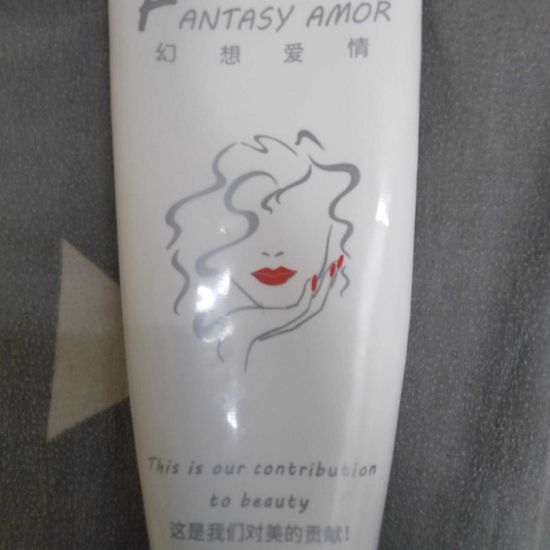 FANTASY AMOR
幻想爱情
This is our contribution
to beauty
这是我们对美的贡献!